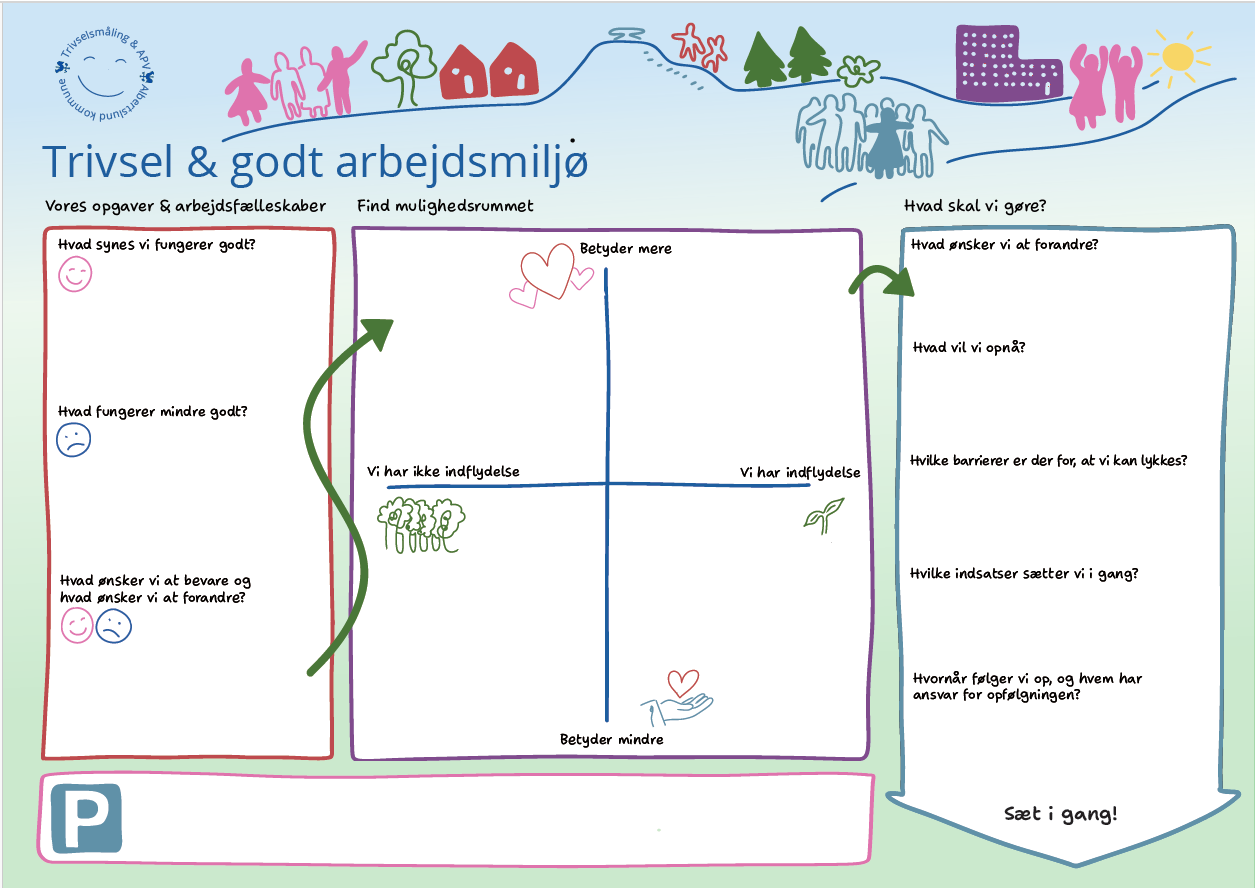 Trivselsmåling & APV
Albertslund kommune
Trivsel & godt arbejdsmiljø
Vores opgaver & arbejdsfælleskaber
Hvad synes vi fungerer godt?
Hvad fungerer mindre godt?
Hvad ønsker vi at bevare og
hvad ønsker vi at forandre?
Find mulighedsrummet
Betyder mere
Vi har ikke indflydelse
Vi har indflydelse
Betyder mindre
Hvad skal vi gøre?
Hvad ønsker vi at forandre?
Hvad vil vi opnå?
Hvilke barrierer er der for, at vi kan lykkes?
Hvilke indsatser sætter vi i gang?
Hvornår følger vi op, og hvem har
ansvar for opfølgningen?
Sæt i gang!
P